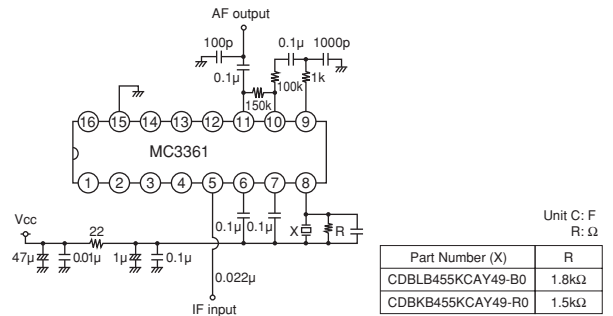 AF output
100p
0.1µ
1000p
0.1µ
100k
1k
150k
16 15 14 13 12 11 10 9
MC3361
1 2 3 4 5 6 7 8
Vcc
22
0.1µ
0.1µ
X
R
47µ
0.01µ
1µ
0.1µ
0.022µ
IF input
Unit C: F
R: Ω
Part Number (X) R
CDBLB455KCAY49-B0 1.8kΩ
CDBKB455KCAY49-R0 1.5kΩ